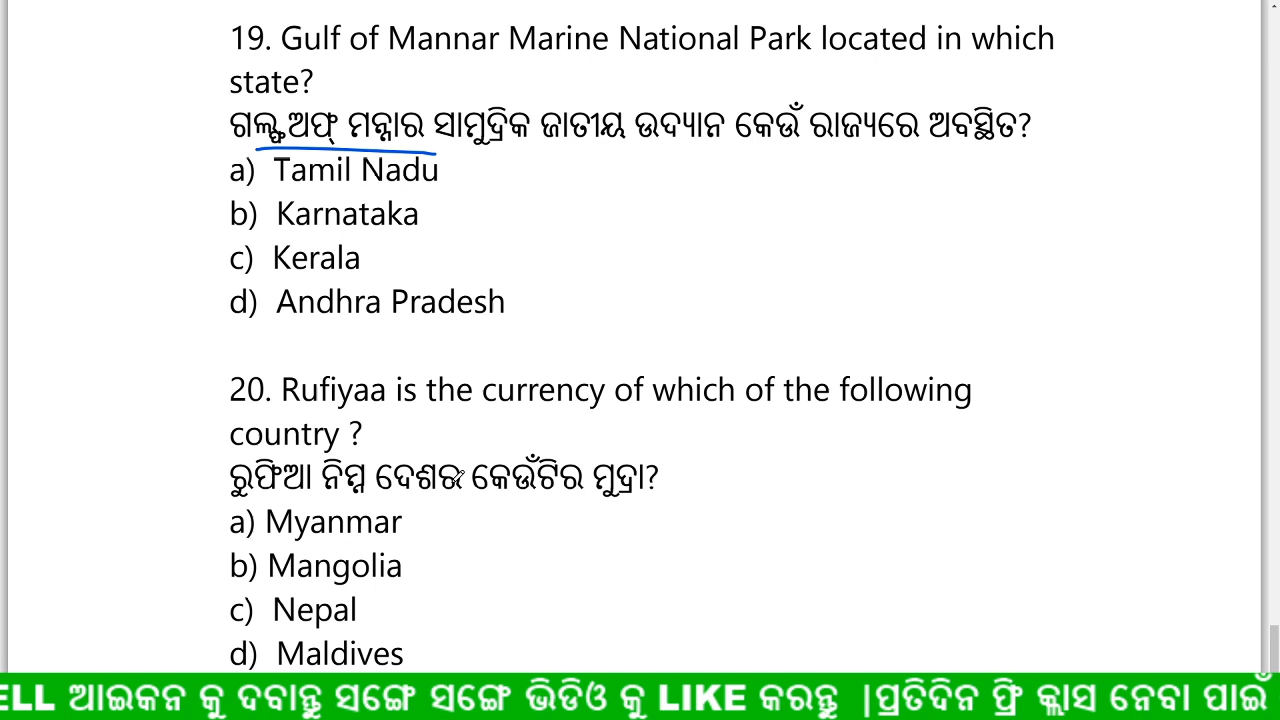 19. Gulf of Mannar Marine National Park located in which
state?
ଗଲ୍ଫ ଅଫ୍ ମନ୍ନାର ସାମୁଦ୍ରିକ ଜାତୀୟ ଉଦ୍ୟାନ କେଉଁ ରାଜ୍ୟରେ ଅବସ୍ଥିତ?
a) Tamil Nadu
b) Karnataka
c) Kerala
d) Andhra Pradesh
20. Rufiyaa is the currency of which of the following
country ?
ରୁଫିଆ ନିମ୍ନ ଦେଶର କେଉଁଟିର ମୁଦ୍ରା?
a) Myanmar
b) Mangolia
c) Nepal
d) Maldives
ELL ଆଇକନ କୁ ଦବାନ୍ତୁ ସଙ୍ଗେ ସଙ୍ଗେ ଭିଡିଓ କୁ LIKE କରନ୍ତୁ |ପ୍ରତିଦିନ ଫ୍ରି କ୍ଲାସ ନେବା ପାଇଁ